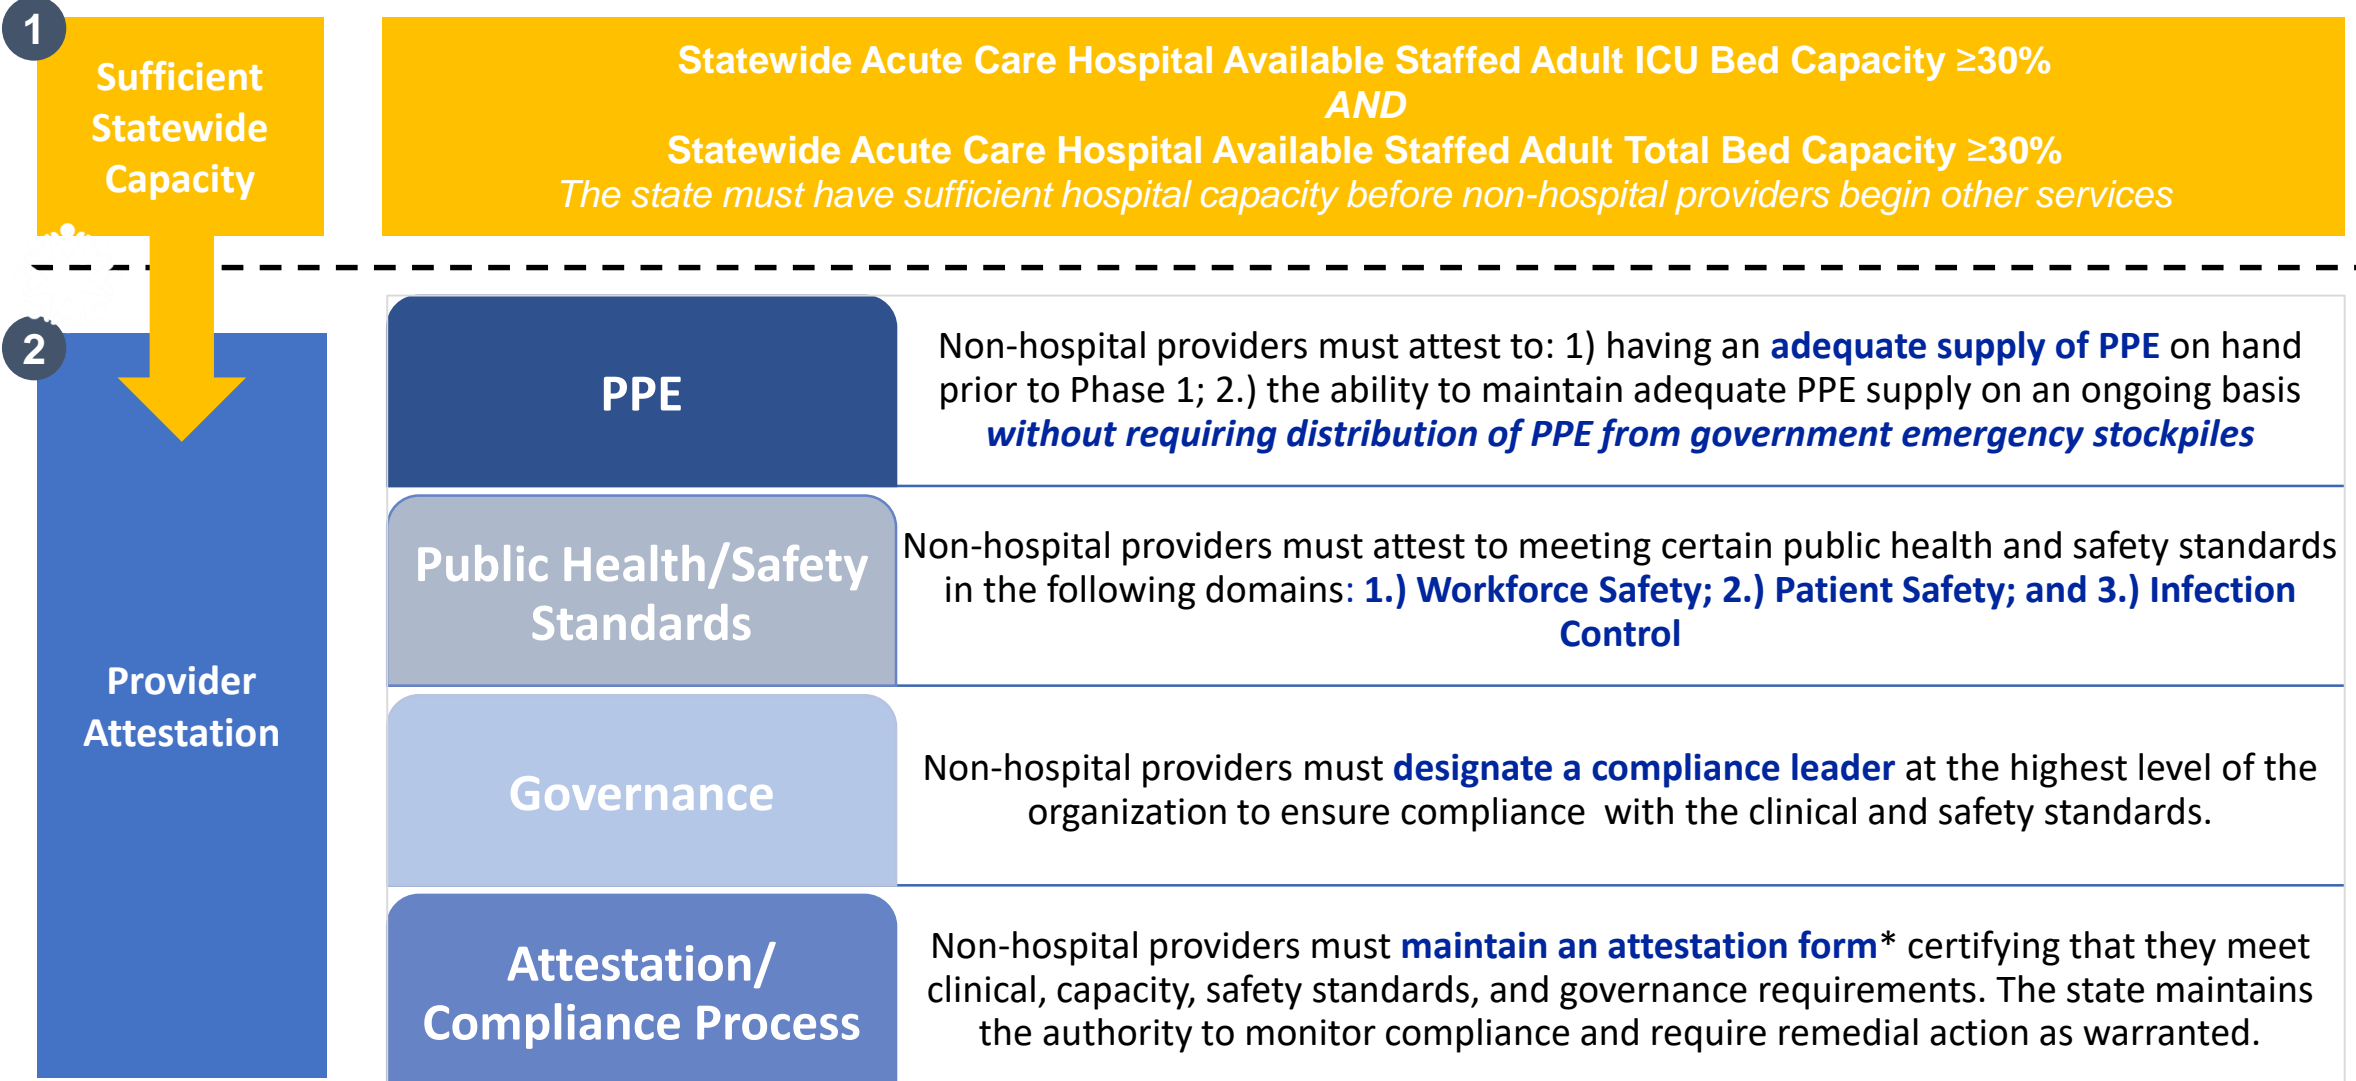 1
Sufficient
Statewide
Capacity
Statewide Acute Care Hospital Available Staffed Adult ICU Bed Capacity ≥30%
AND
Statewide Acute Care Hospital Available Staffed Adult Total Bed Capacity ≥30%
The state must have sufficient hospital capacity before non-hospital providers begin other services
2
Provider
Attestation
PPE
Non-hospital providers must attest to: 1) having an adequate supply of PPE on hand
prior to Phase 1; 2.) the ability to maintain adequate PPE supply on an ongoing basis
without requiring distribution of PPE from government emergency stockpiles
Public Health/Safety
Standards
Non-hospital providers must attest to meeting certain public health and safety standards
in the following domains: 1.) Workforce Safety; 2.) Patient Safety; and 3.) Infection
Control
Governance
Non-hospital providers must designate a compliance leader at the highest level of the
organization to ensure compliance  with the clinical and safety standards.
Attestation/
Compliance Process
Non-hospital providers must maintain an attestation form* certifying that they meet
clinical, capacity, safety standards, and governance requirements. The state maintains
the authority to monitor compliance and require remedial action as warranted.